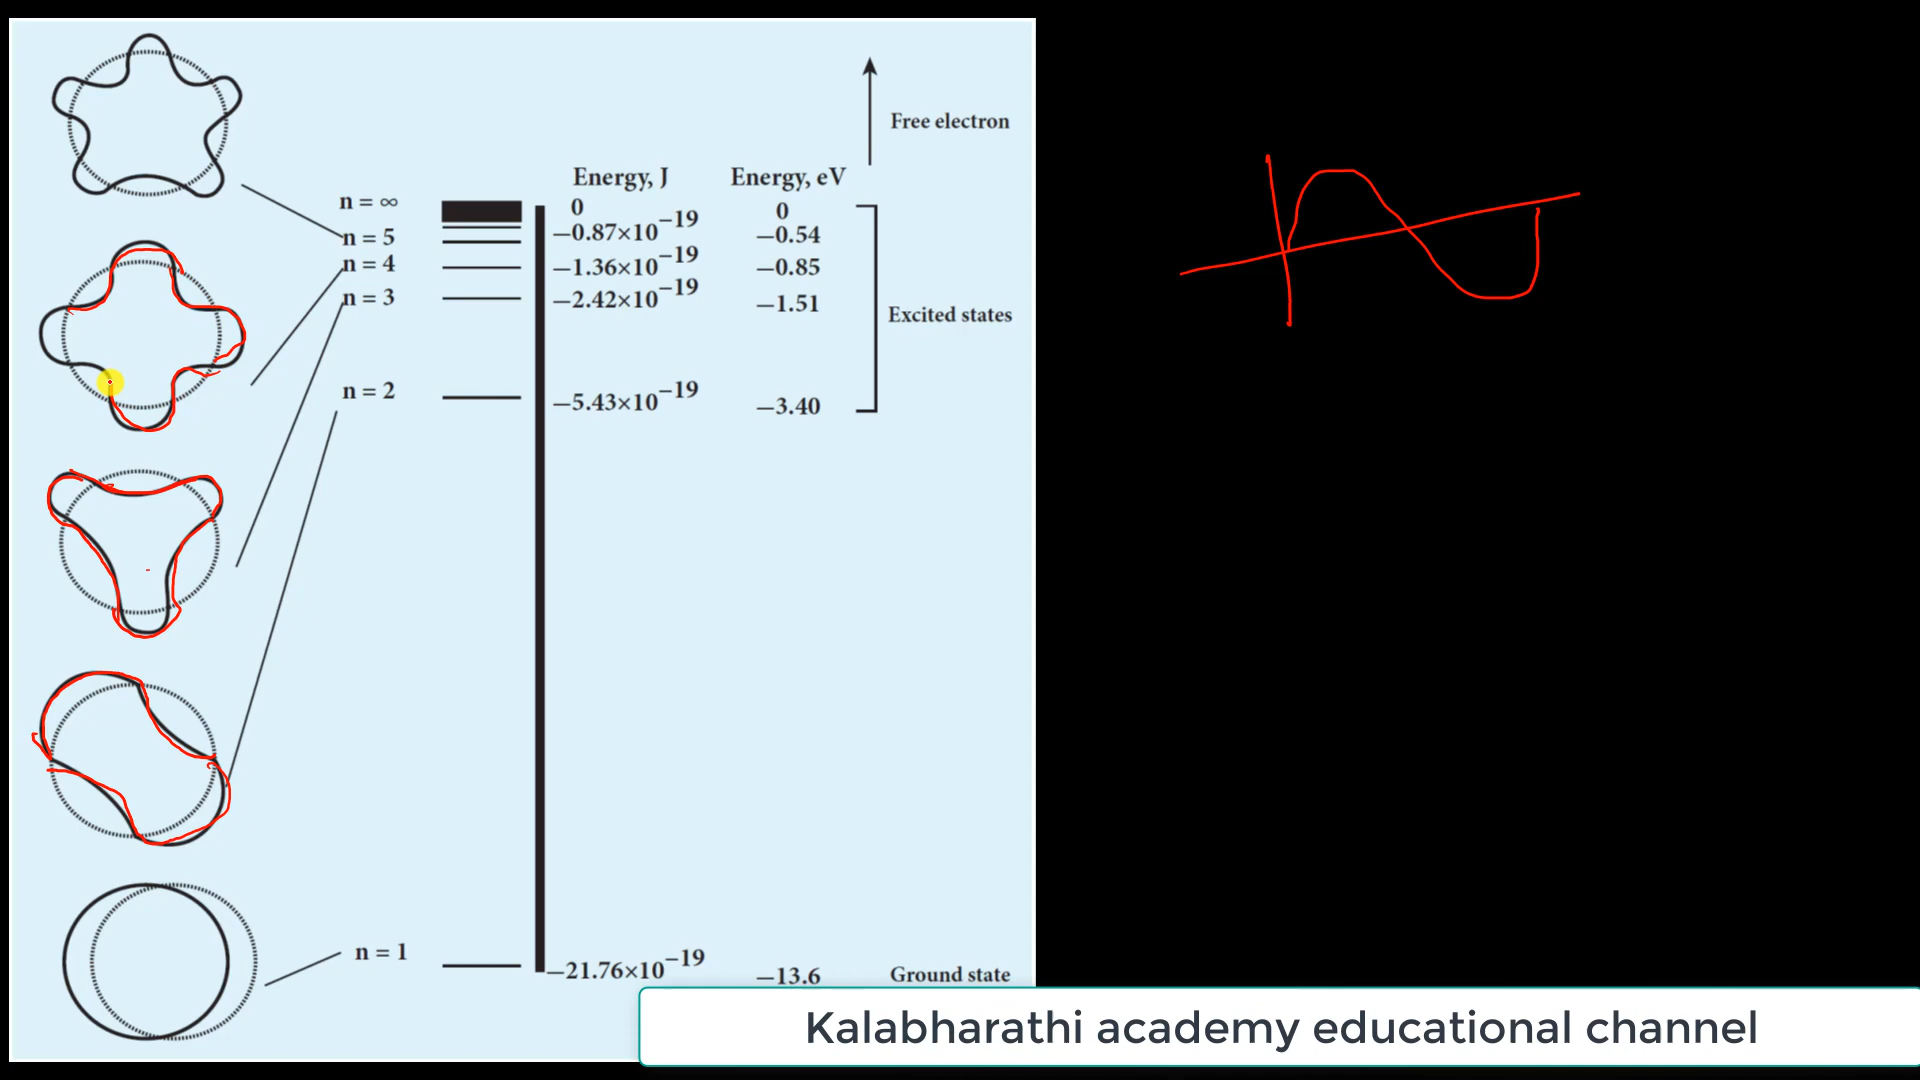 Free electron
Energy, J Energy, eV
n = ∞ 0 0
n = 5 −0.87×10−19 −0.54
n = 4 −1.36×10−19 −0.85
n = 3 −2.42×10−19 −1.51
Excited states
n = 2 −5.43×10−19 −3.40
n = 1 −21.76×10−19 −13.6 Ground state
Kalabharathi academy educational channel